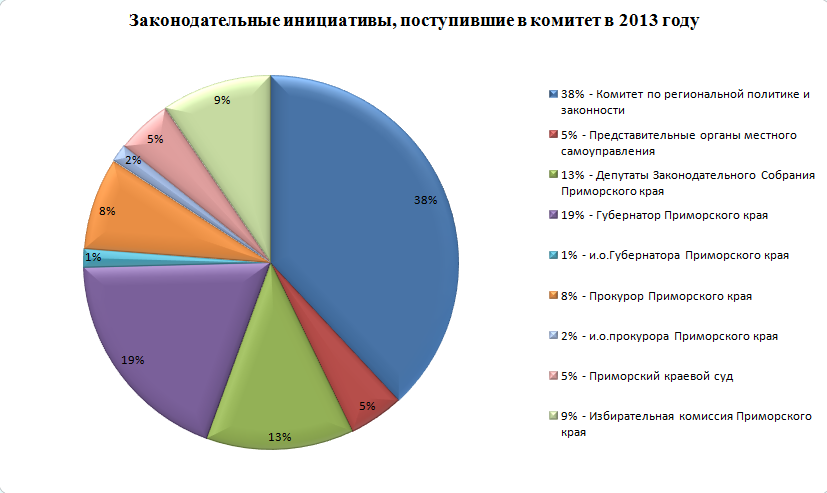 Законодательные инициативы, поступившие в комитет в 2013 году
9%
5%
2%
8%
1%
19%
13%
5%
38%
38% - Комитет по региональной политике и
законности
5% - Представительные органы местного
самоуправления
13% - Депутаты Законодательного Собрания
Приморского края
19% - Губернатор Приморского края
1% - и.о.Губернатора Приморского края
8% - Прокурор Приморского края
2% - и.о.прокурора Приморского края
5% - Приморский краевой суд
9% - Избирательная комиссия Приморского
края